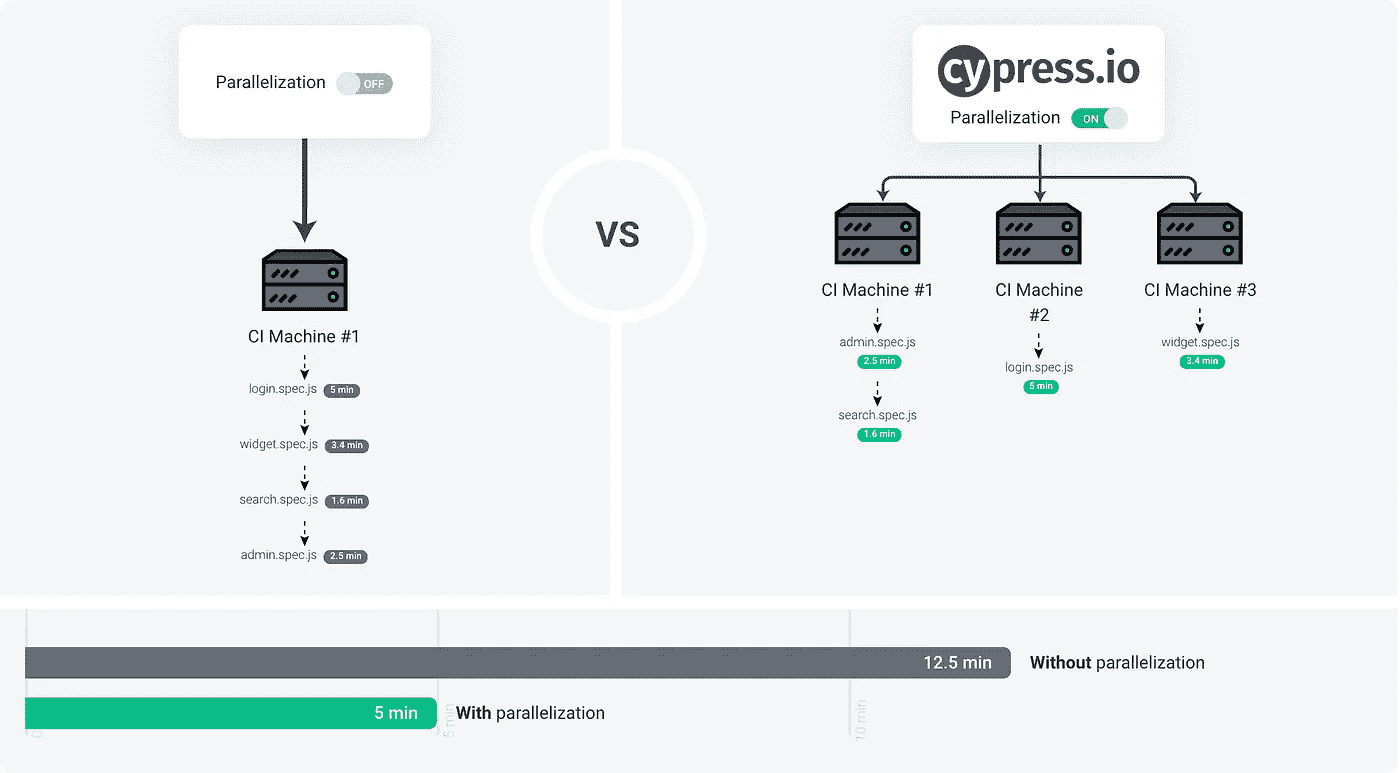 Parallelization OFF
CI Machine #1
login.spec.js 5 min
widget.spec.js 3.4 min
search.spec.js 1.6 min
admin.spec.js 2.5 min
VS
cypress.io
Parallelization ON
CI Machine #1
admin.spec.js
2.5 min
search.spec.js
1.6 min
CI Machine
#2
login.spec.js
5 min
CI Machine #3
widget.spec.js
3.4 min
12.5 min Without parallelization
5 min With parallelization
0
5 min
10 min